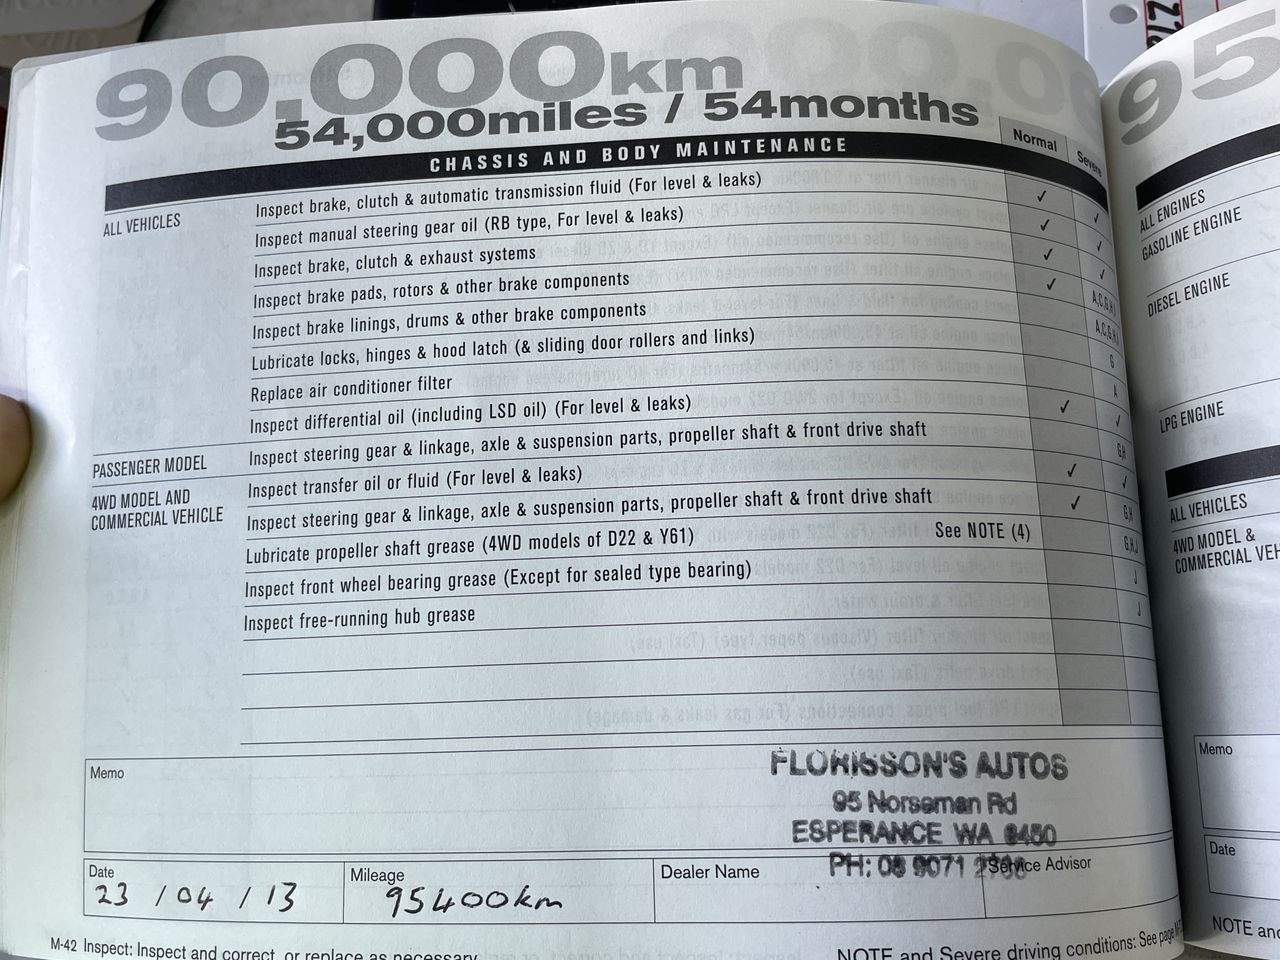 90,000km
54,000miles / 54months
Normal
Severe
CHASSIS AND BODY MAINTENANCE
ALL VEHICLES
Inspect brake, clutch & automatic transmission fluid (For level & leaks) ✓ ✓
Inspect manual steering gear oil (RB type, For level & leaks) ✓ ✓
Inspect brake, clutch & exhaust systems ✓ ✓
Inspect brake pads, rotors & other brake components ✓
Inspect brake linings, drums & other brake components
Lubricate locks, hinges & hood latch (& sliding door rollers and links) G
Replace air conditioner filter A
Inspect differential oil (including LSD oil) (For level & leaks) ✓ ✓
PASSENGER MODEL
Inspect steering gear & linkage, axle & suspension parts, propeller shaft & front drive shaft G,H
4WD MODEL AND
COMMERCIAL VEHICLE
Inspect transfer oil or fluid (For level & leaks) ✓ ✓
Inspect steering gear & linkage, axle & suspension parts, propeller shaft & front drive shaft ✓ G,H
Lubricate propeller shaft grease (4WD models of D22 & Y61) See NOTE (4) G,H,J
Inspect front wheel bearing grease (Except for sealed type bearing) J
Inspect free-running hub grease J
Memo
FLORISSON'S AUTOS
95 Norseman Rd
ESPERANCE WA 6450
PH: 08 9071
Date
23 / 04 / 13
Mileage
95400km
Dealer Name
Service Advisor
M-42 Inspect: Inspect and correct, or replace as necessary
NOTE and Severe driving conditions: See page
95
ALL ENGINES
GASOLINE ENGINE
DIESEL ENGINE
LPG ENGINE
ALL VEHICLES
4WD MODEL &
COMMERCIAL
Memo
Date
NOTE